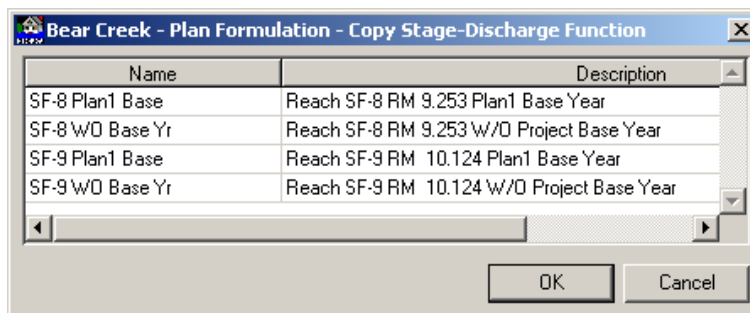 Bear Creek - Plan Formulation - Copy Stage-Discharge Function
Name Description
SF-8 Plan1 Base Reach SF-8 RM 9.253 Plan1 Base Year
SF-8 WO Base Yr Reach SF-8 RM 9.253 W/O Project Base Year
SF-9 Plan1 Base Reach SF-9 RM 10.124 Plan1 Base Year
SF-9 WO Base Yr Reach SF-9 RM 10.124 W/O Project Base Year
OK Cancel